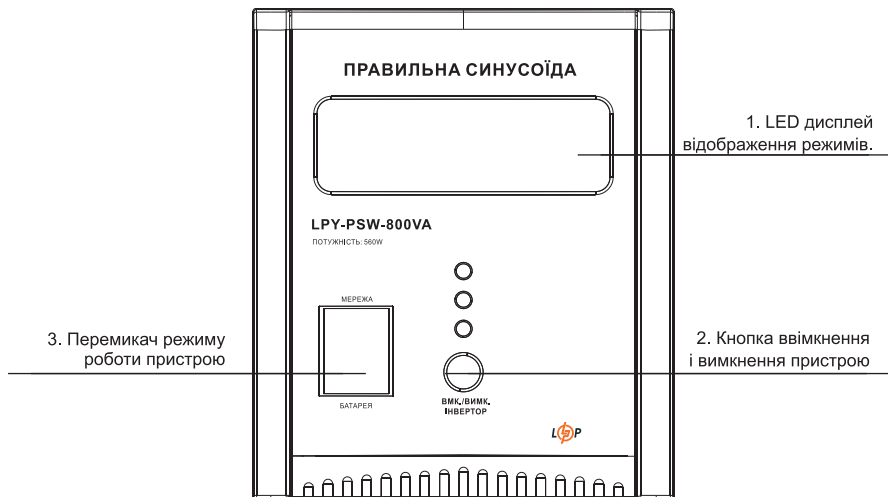 ПРАВИЛЬНА СИНУСОЇДА
1. LED дисплей
відображення режимів.
LPY-PSW-800VA
ПОТУЖНІСТЬ: 560W
МЕРЕЖА
3. Перемикач режиму
роботи пристрою
2. Кнопка ввімкнення
і вимкнення пристрою
БАТАРЕЯ
ВМК./ВИМК.
ІНВЕРТОР
LP